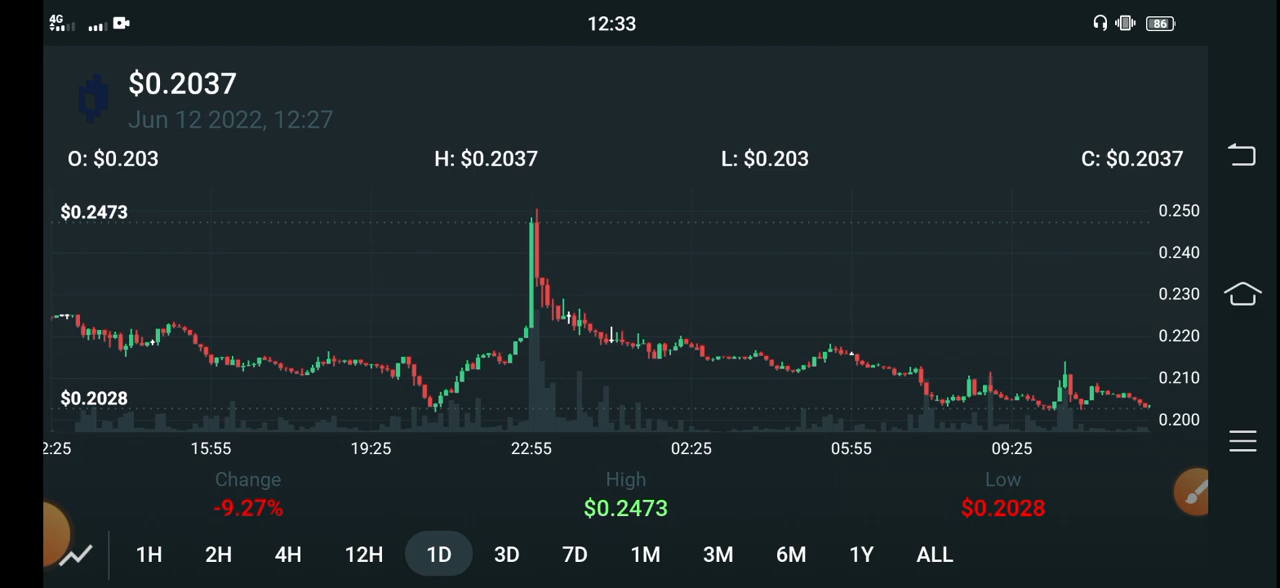 4G 12:33 86
$0.2037
Jun 12 2022, 12:27
O: $0.203 H: $0.2037 L: $0.203 C: $0.2037
$0.2473
0.250
0.240
0.230
0.220
0.210
$0.2028
0.200
2:25 15:55 19:25 22:55 02:25 05:55 09:25
Change High Low
-9.27% $0.2473 $0.2028
1H 2H 4H 12H 1D 3D 7D 1M 3M 6M 1Y ALL